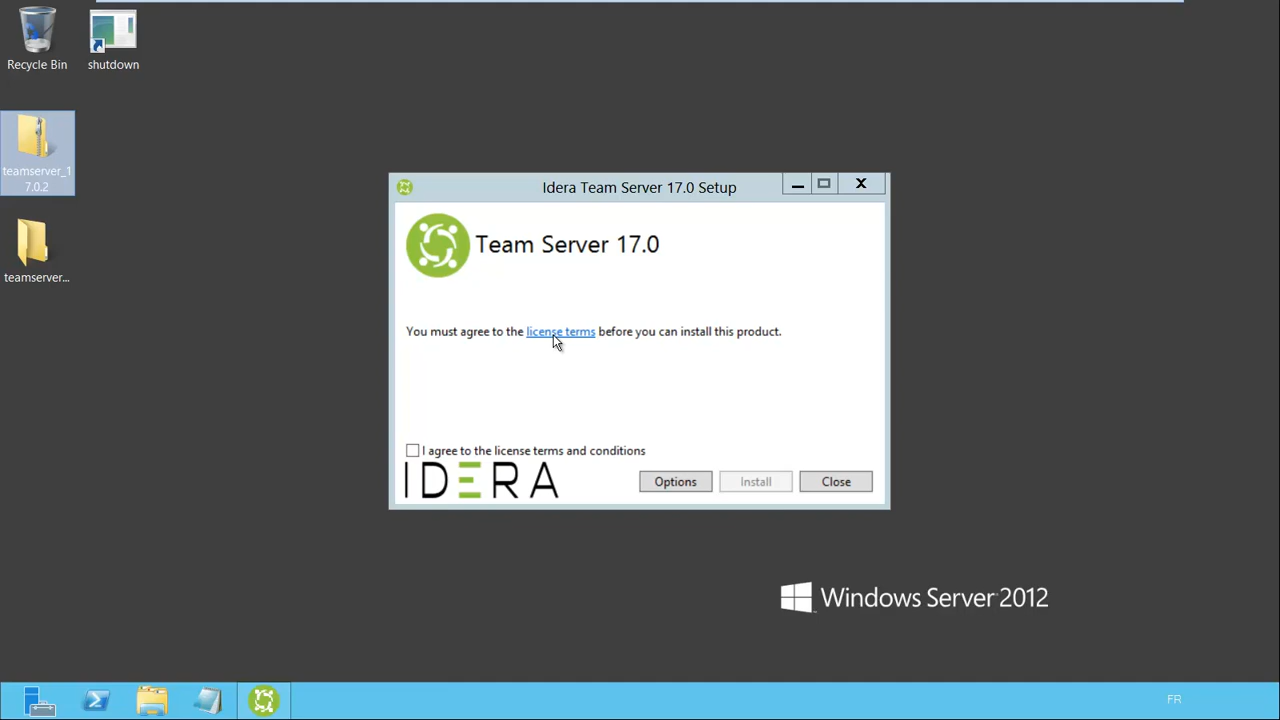 Recycle Bin
shutdown
teamserver_1
7.0.2
teamserver...
Idera Team Server 17.0 Setup
Team Server 17.0
You must agree to the license terms before you can install this product.
I agree to the license terms and conditions
IDERA
Options
Install
Close
Windows Server 2012
FR